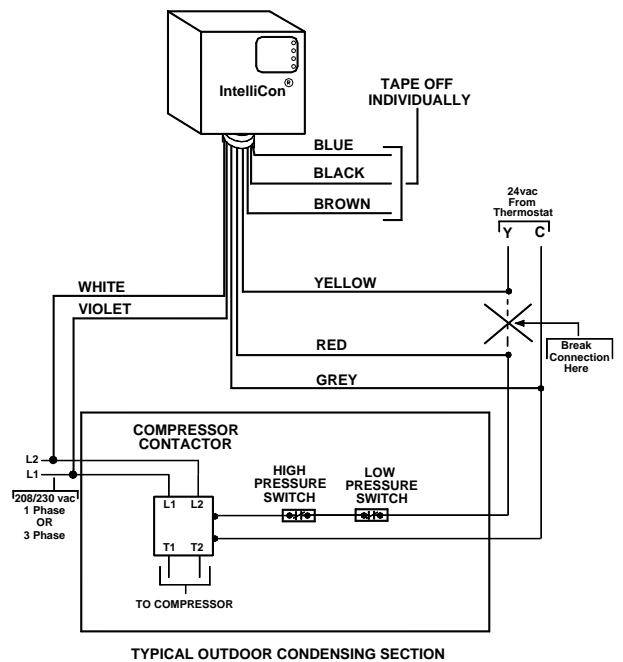 IntelliCon®
TAPE OFF
INDIVIDUALLY
BLUE
BLACK
BROWN
24vac
From
Thermostat
Y C
YELLOW
WHITE
VIOLET
RED
Break
Connection
Here
GREY
COMPRESSOR
CONTACTOR
L2
L1
208/230 vac
1 Phase
OR
3 Phase
HIGH
PRESSURE
SWITCH
LOW
PRESSURE
SWITCH
L1 L2
T1 T2
TO COMPRESSOR
TYPICAL OUTDOOR CONDENSING SECTION